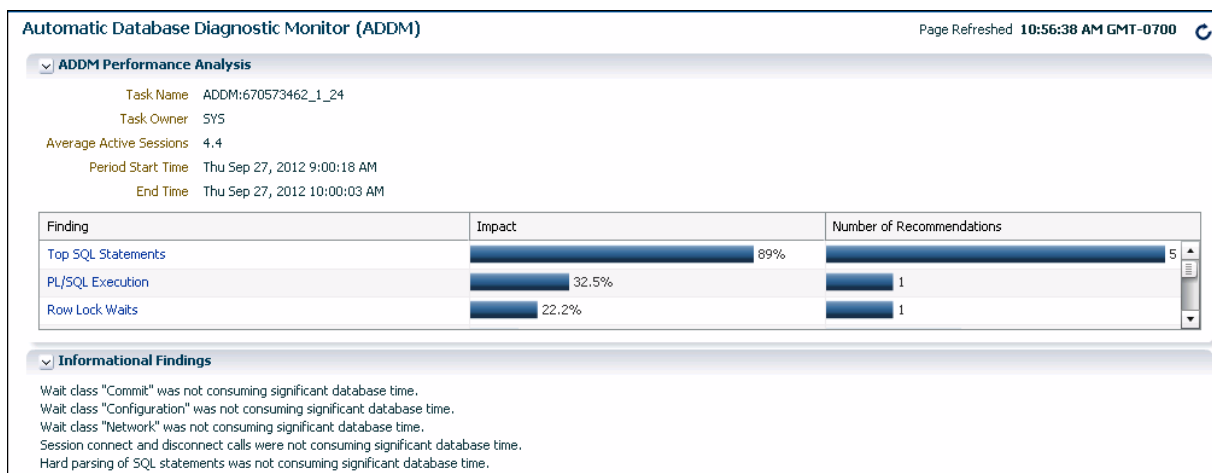 Automatic Database Diagnostic Monitor (ADDM)
Page Refreshed 10:56:38 AM GMT-0700
ADDM Performance Analysis
Task Name ADDM:670573462_1_24
Task Owner SYS
Average Active Sessions 4.4
Period Start Time Thu Sep 27, 2012 9:00:18 AM
End Time Thu Sep 27, 2012 10:00:03 AM
Finding Impact Number of Recommendations
Top SQL Statements 89% 5
PL/SQL Execution 32.5% 1
Row Lock Waits 22.2% 1
Informational Findings
Wait class "Commit" was not consuming significant database time.
Wait class "Configuration" was not consuming significant database time.
Wait class "Network" was not consuming significant database time.
Session connect and disconnect calls were not consuming significant database time.
Hard parsing of SQL statements was not consuming significant database time.